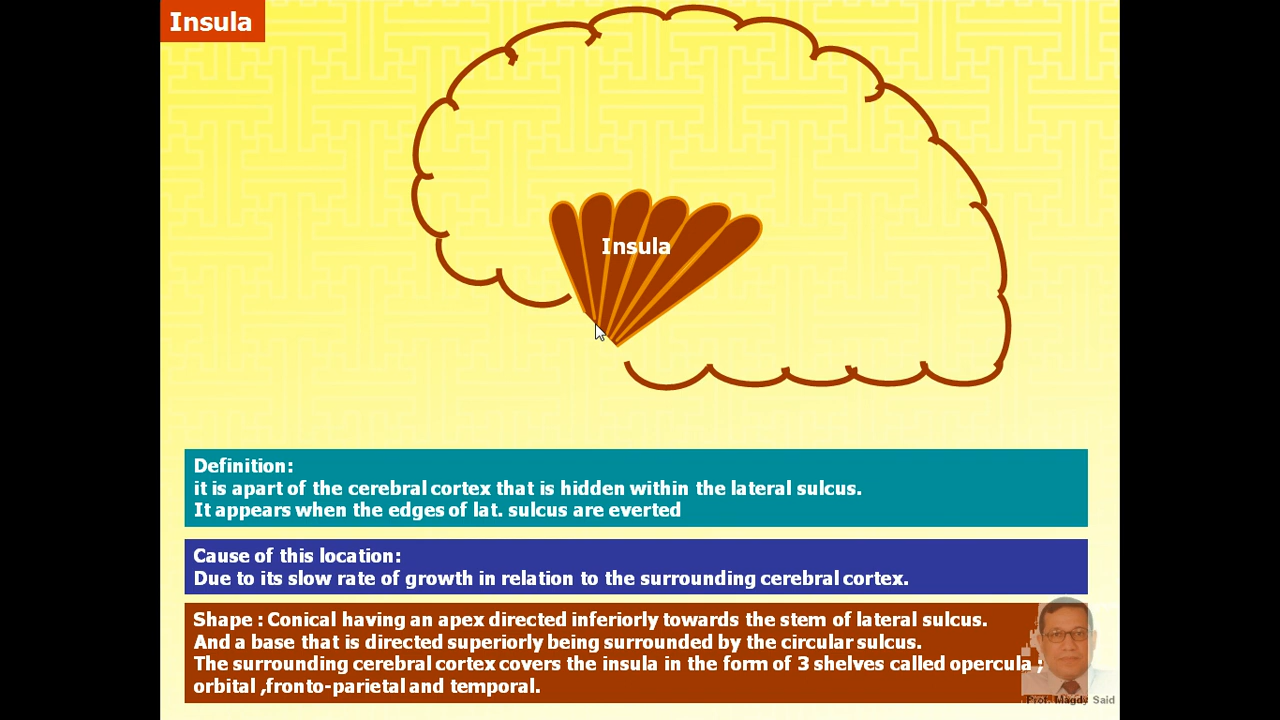 Insula
Insula
Definition:
it is apart of the cerebral cortex that is hidden within the lateral sulcus.
It appears when the edges of lat. sulcus are everted
Cause of this location:
Due to its slow rate of growth in relation to the surrounding cerebral cortex.
Shape : Conical having an apex directed inferiorly towards the stem of lateral sulcus.
And a base that is directed superiorly being surrounded by the circular sulcus.
The surrounding cerebral cortex covers the insula in the form of 3 shelves called opercula ;
orbital ,fronto-parietal and temporal.
Prof. Magdy Said